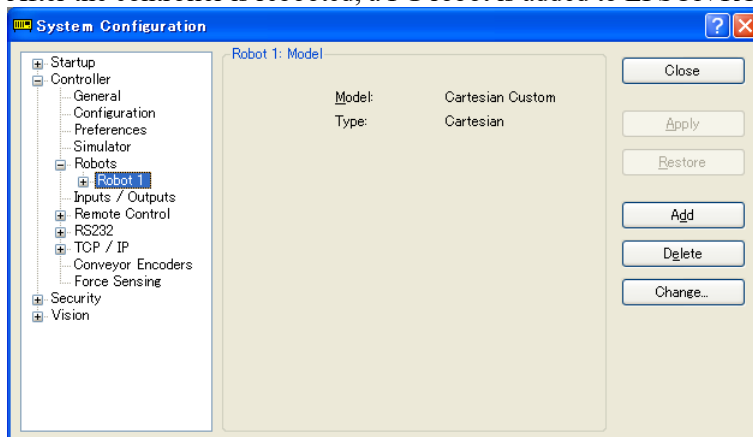 System Configuration
Startup
Controller
General
Configuration
Preferences
Simulator
Robots
Robot 1
Inputs / Outputs
Remote Control
RS232
TCP / IP
Conveyor Encoders
Force Sensing
Security
Vision
Robot 1: Model
Model: Cartesian Custom
Type: Cartesian
Close
Apply
Restore
Add
Delete
Change...